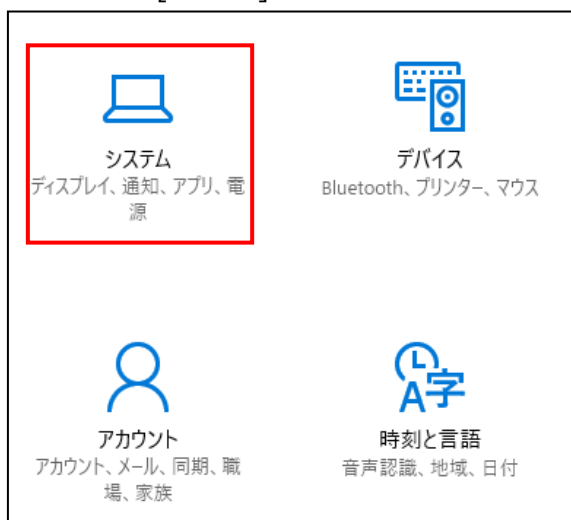 システム
ディスプレイ、通知、アプリ、電
源
デバイス
Bluetooth、プリンター、マウス
アカウント
アカウント、メール、同期、職
場、家族
時刻と言語
音声認識、地域、日付